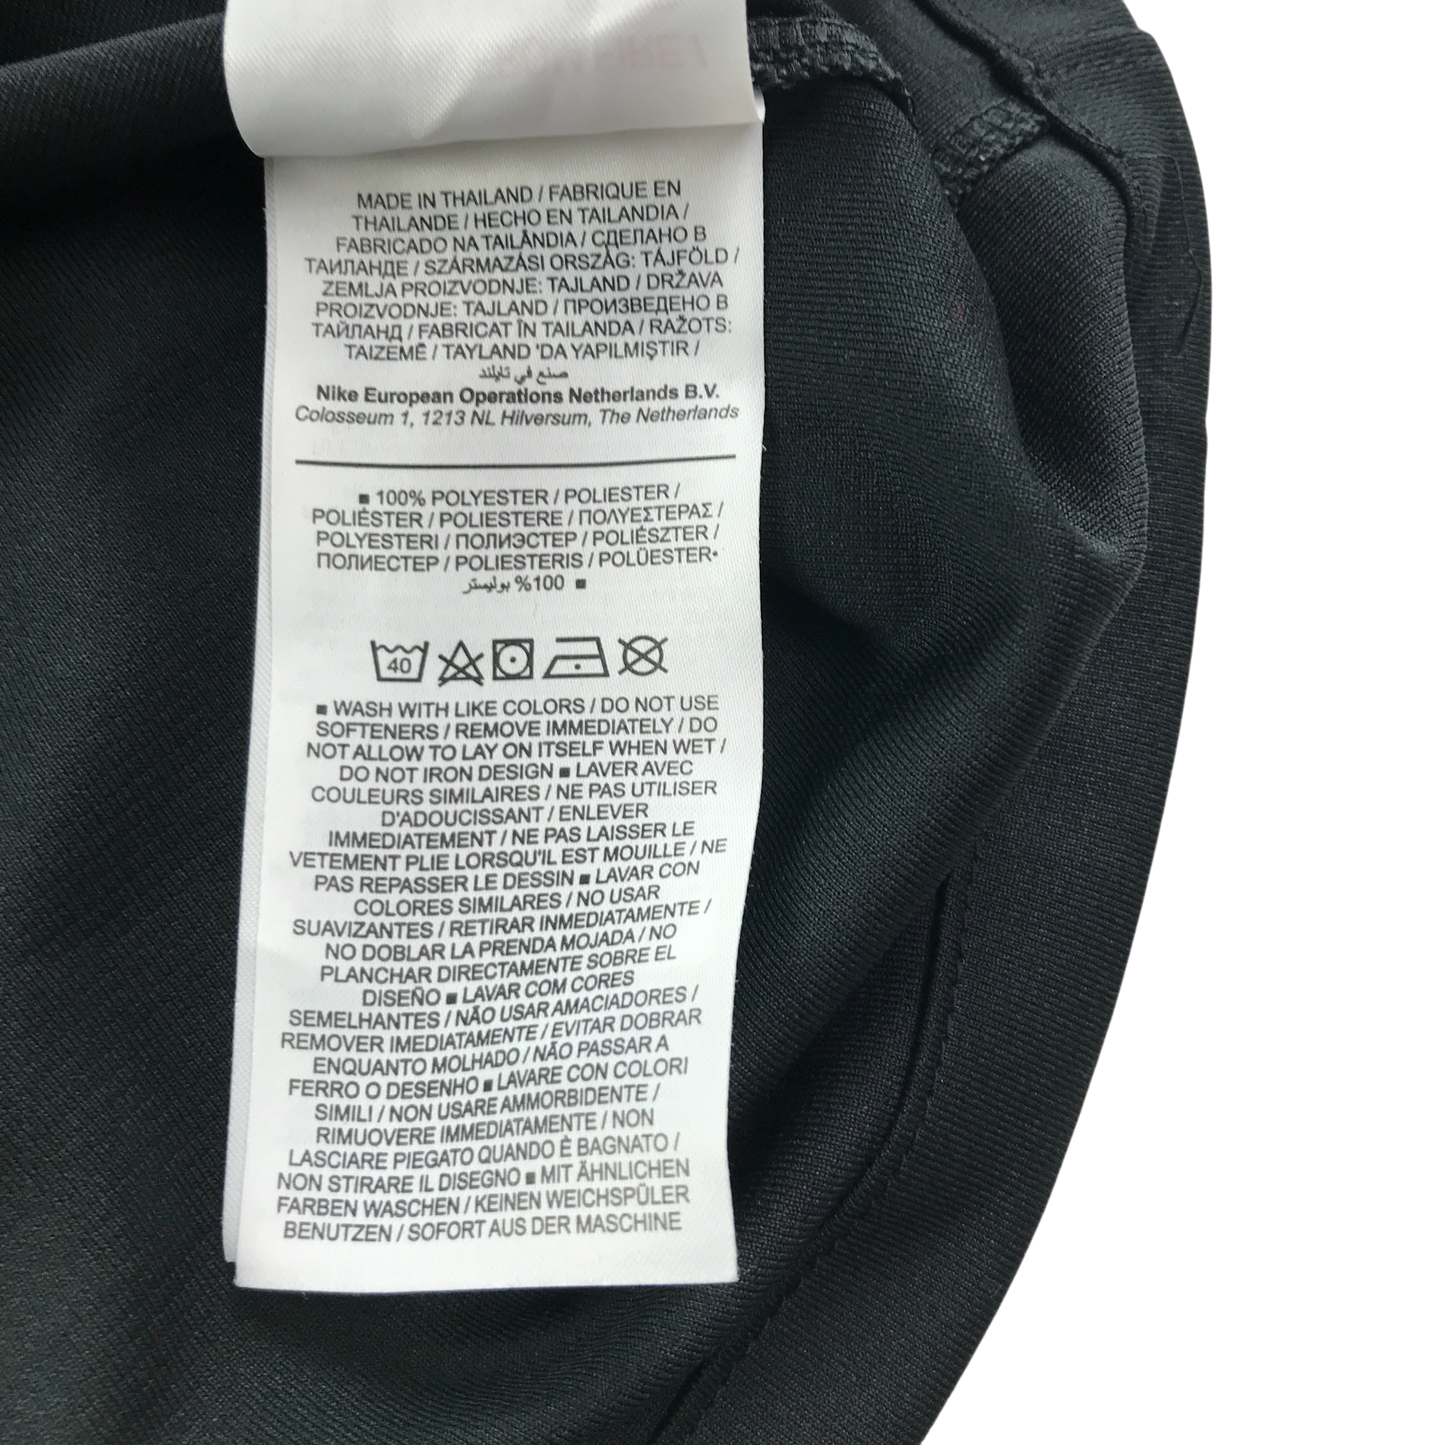 MADE IN THAILAND / FABRIQUE EN
THAILANDE / HECHO EN TAILANDIA /
FABRICADO NA TAILÂNDIA / СДЕЛАНО В
ТАИЛАНДЕ / SZÁRMAZÁSI ORSZÁG: TÁJFÖLD /
ZEMLJA PROIZVODNJE: TAJLAND / DRŽAVA
PROIZVODNJE: TAJLAND / ПРОИЗВЕДЕНО В
ТАЙЛАНД / FABRICAT ÎN TAILANDA / RAŽOTS:
TAIZEMĒ / TAYLAND 'DA YAPILMIŞTIR /
صنع في تايلند
Nike European Operations Netherlands B.V.
Colosseum 1, 1213 NL Hilversum, The Netherlands
■ 100% POLYESTER / POLIESTER /
POLIÉSTER / POLIESTERE / ΠΟΛΥΕΣΤΕΡΑΣ /
POLYESTERI / ПОЛИЭСТЕР / POLIÉSZTER /
ПОЛИЕСТЕР / POLIESTERIS / POLÜESTER•
100% بوليستر ■
40
■ WASH WITH LIKE COLORS / DO NOT USE
SOFTENERS / REMOVE IMMEDIATELY / DO
NOT ALLOW TO LAY ON ITSELF WHEN WET /
DO NOT IRON DESIGN ■ LAVER AVEC
COULEURS SIMILAIRES / NE PAS UTILISER
D'ADOUCISSANT / ENLEVER
IMMEDIATEMENT / NE PAS LAISSER LE
VETEMENT PLIE LORSQU'IL EST MOUILLE / NE
PAS REPASSER LE DESSIN ■ LAVAR CON
COLORES SIMILARES / NO USAR
SUAVIZANTES / RETIRAR INMEDIATAMENTE /
NO DOBLAR LA PRENDA MOJADA / NO
PLANCHAR DIRECTAMENTE SOBRE EL
DISEÑO ■ LAVAR COM CORES
SEMELHANTES / NÃO USAR AMACIADORES /
REMOVER IMEDIATAMENTE / EVITAR DOBRAR
ENQUANTO MOLHADO / NÃO PASSAR A
FERRO O DESENHO ■ LAVARE CON COLORI
SIMILI / NON USARE AMMORBIDENTE /
RIMUOVERE IMMEDIATAMENTE / NON
LASCIARE PIEGATO QUANDO È BAGNATO /
NON STIRARE IL DISEGNO ■ MIT ÄHNLICHEN
FARBEN WASCHEN / KEINEN WEICHSPÜLER
BENUTZEN / SOFORT AUS DER MASCHINE